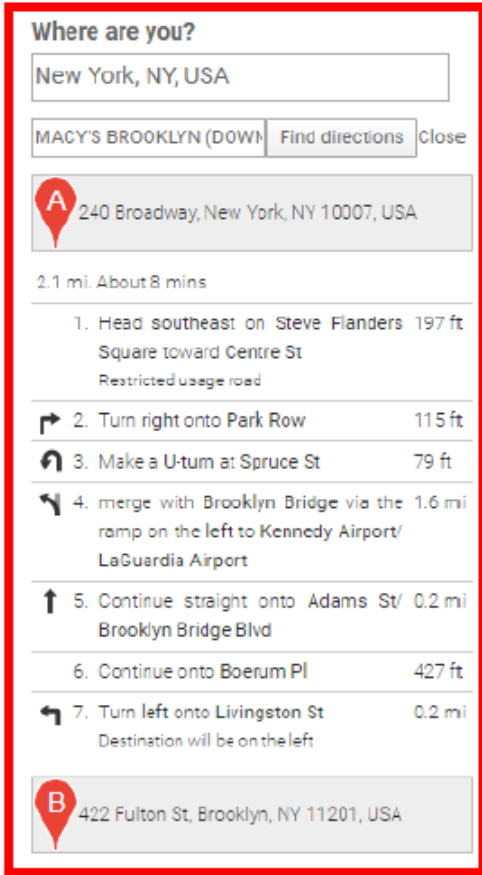 Where are you?
New York, NY, USA
MACY'S BROOKLYN (DOWN Find directions Close
A
240 Broadway, New York, NY 10007, USA
2.1 mi. About 8 mins
1. Head southeast on Steve Flanders 197 ft
Square toward Centre St
Restricted usage road
2. Turn right onto Park Row 115 ft
3. Make a U-turn at Spruce St 79 ft
4. merge with Brooklyn Bridge via the 1.6 mi
ramp on the left to Kennedy Airport/
LaGuardia Airport
5. Continue straight onto Adams St/ 0.2 mi
Brooklyn Bridge Blvd
6. Continue onto Boerum Pl 427 ft
7. Turn left onto Livingston St 0.2 mi
Destination will be on the left
B
422 Fulton St, Brooklyn, NY 11201, USA